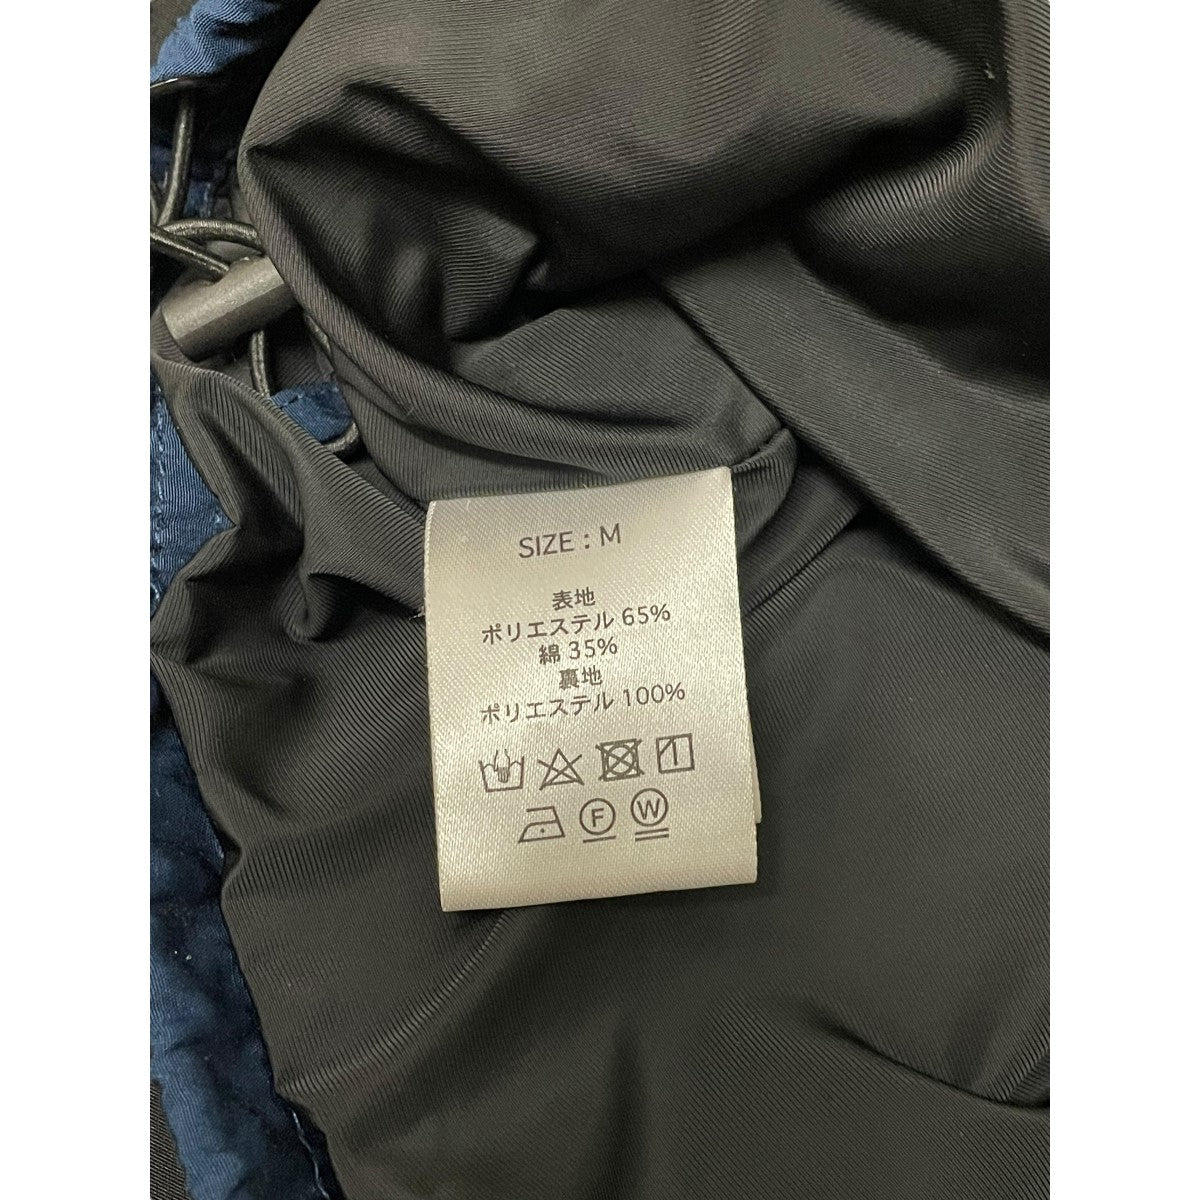 SIZE : M
表地
ポリエステル 65%
綿 35%
裏地
ポリエステル 100%
F W